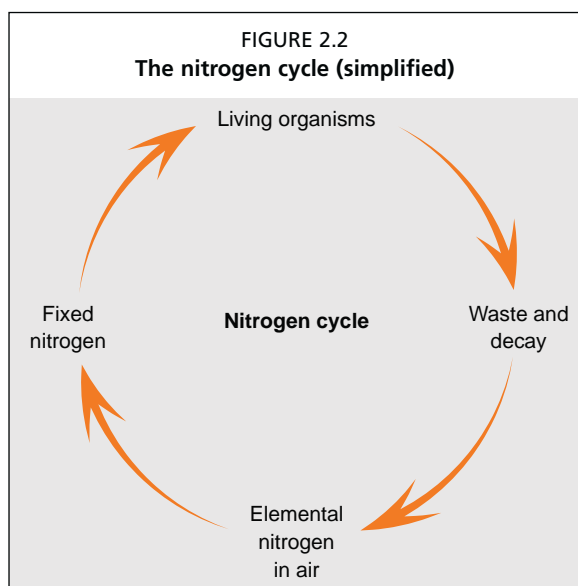 FIGURE 2.2
The nitrogen cycle (simplified)
Living organisms
Fixed
nitrogen
Nitrogen cycle
Waste and
decay
Elemental
nitrogen
in air